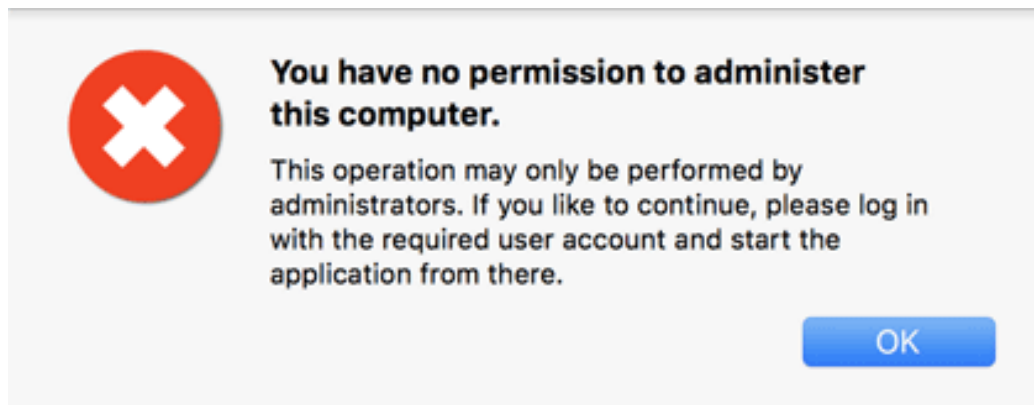 You have no permission to administer
this computer.
This operation may only be performed by
administrators. If you like to continue, please log in
with the required user account and start the
application from there.
OK